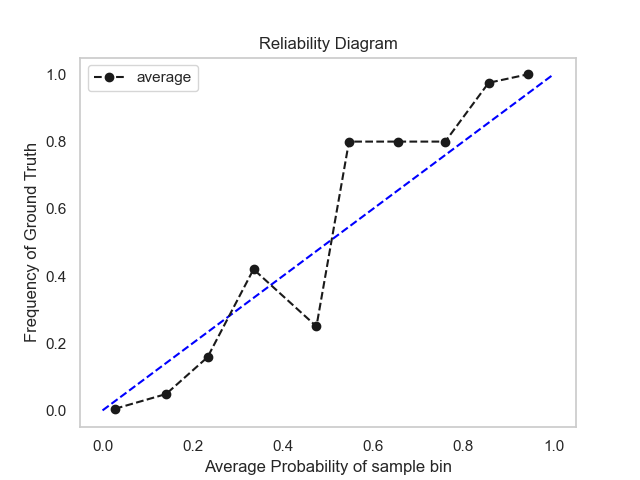 Reliability Diagram
average
Frequency of Ground Truth
1.0
0.8
0.6
0.4
0.2
0.0
0.0 0.2 0.4 0.6 0.8 1.0
Average Probability of sample bin